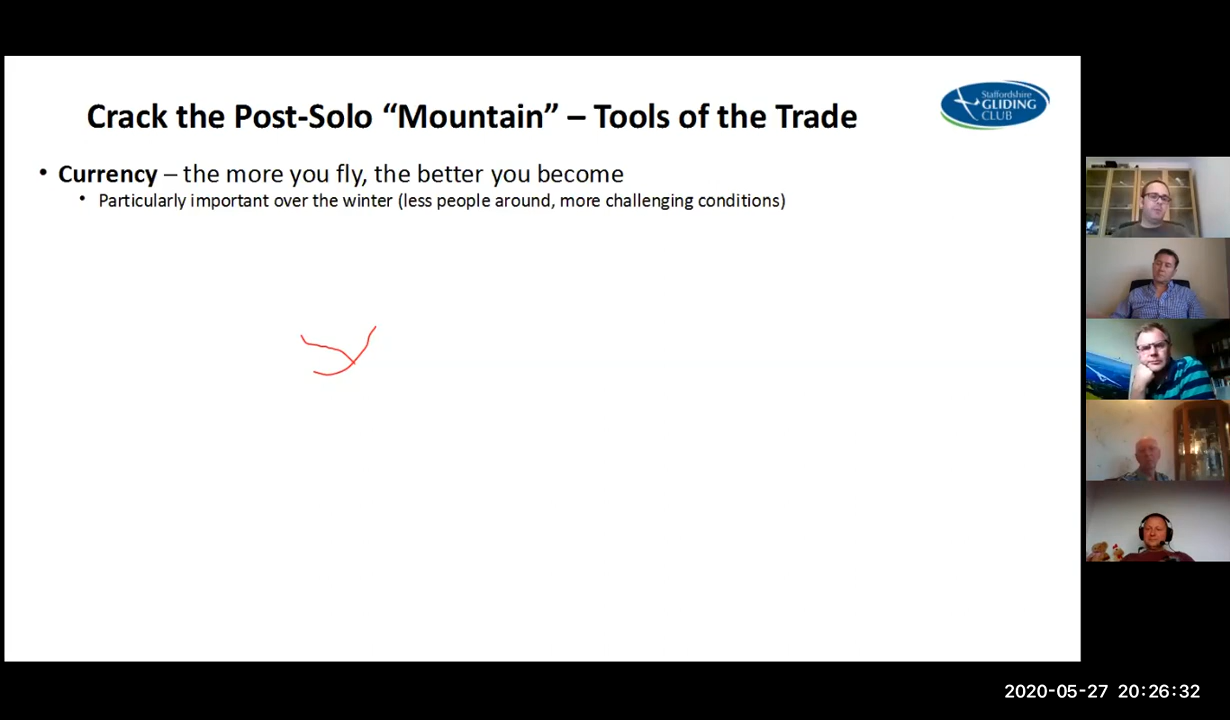 Crack the Post-Solo “Mountain” – Tools of the Trade
Staffordshire
GLIDING
CLUB
• Currency – the more you fly, the better you become
• Particularly important over the winter (less people around, more challenging conditions)
2020-05-27 20:26:32